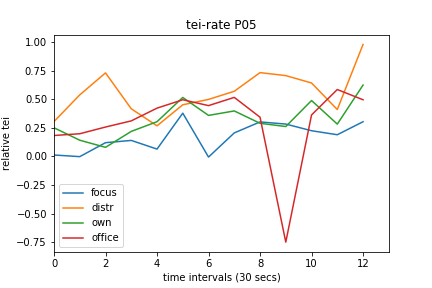 tei-rate P05
relative tei
1.00
0.75
0.50
0.25
0.00
−0.25
−0.50
−0.75
focus
distr
own
office
0 2 4 6 8 10 12
time intervals (30 secs)